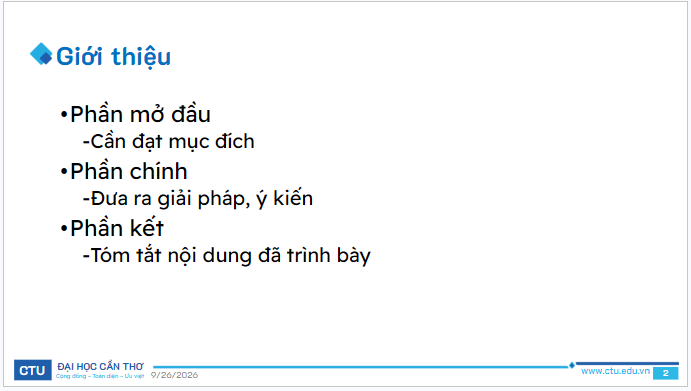 Giới thiệu
•Phần mở đầu
-Cần đạt mục đích
•Phần chính
-Đưa ra giải pháp, ý kiến
•Phần kết
-Tóm tắt nội dung đã trình bày
CTU
ĐẠI HỌC CẦN THƠ
Cộng đồng – Toàn diện – Ưu việt
9/26/2026
www.ctu.edu.vn
2